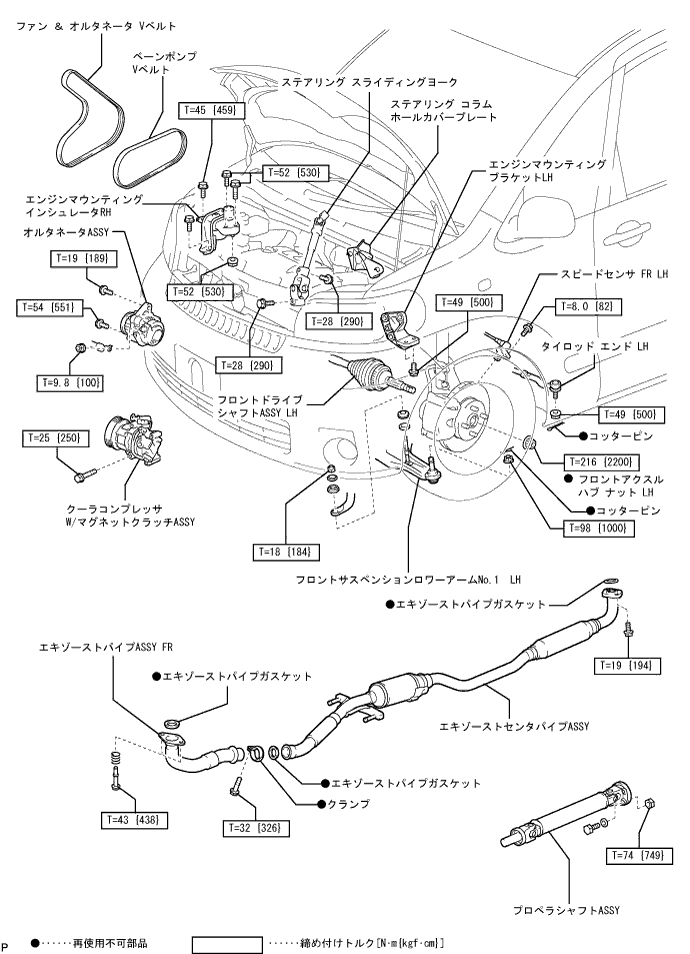 ファン & オルタネータ Vベルト
ベーンポンプ
Vベルト
ステアリング スライディングヨーク
ステアリング コラム
ホールカバープレート
T=45 {459}
T=52 {530}
エンジンマウンティング
ブラケットLH
エンジンマウンティング
インシュレータRH
オルタネータASSY
T=19 {189}
スピードセンサ FR LH
T=52 {530}
T=49 {500}
T=8.0 {82}
T=54 {551}
T=28 {290}
タイロッド エンド LH
T=28 {290}
T=9.8 {100}
フロントドライブ
シャフトASSY LH
T=49 {500}
●コッターピン
T=25 {250}
T=216 {2200}
● フロントアクスル
ハブ ナット LH
クーラコンプレッサ
W/マグネットクラッチASSY
●コッターピン
T=98 {1000}
T=18 {184}
フロントサスペンションロワーアームNo.1 LH
●エキゾーストパイプガスケット
エキゾーストパイプASSY FR
T=19 {194}
●エキゾーストパイプガスケット
エキゾーストセンタパイプASSY
●エキゾーストパイプガスケット
●クランプ
T=43 {438}
T=32 {326}
T=74 {749}
プロペラシャフトASSY
P
●‥‥‥再使用不可部品
‥‥‥締め付けトルク[N·m{kgf·cm}]